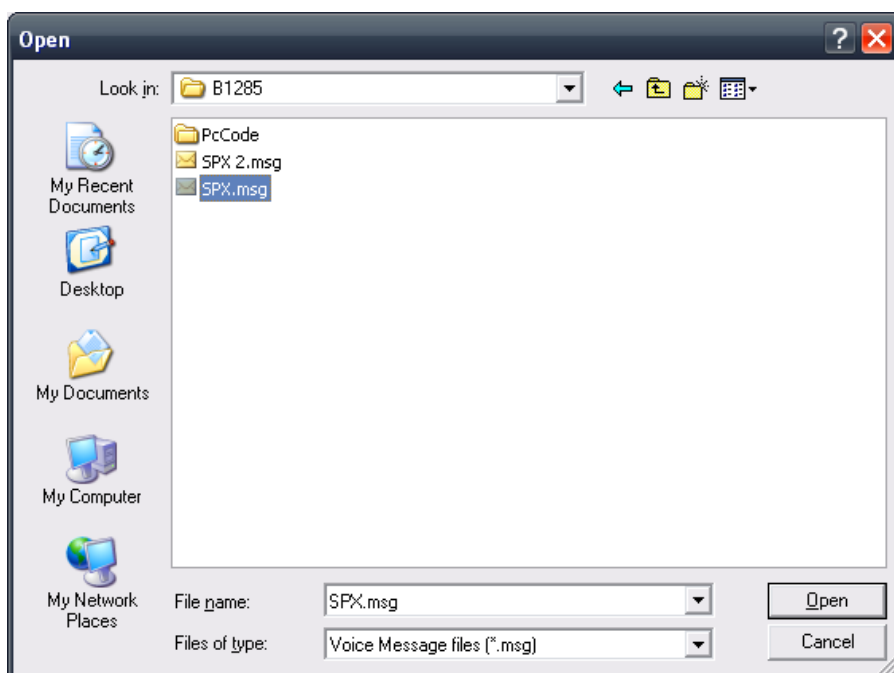 Open
Look in:
B1285
My Recent
Documents
Desktop
My Documents
My Computer
My Network
Places
PcCode
SPX 2.msg
SPX.msg
File name:
SPX.msg
Open
Files of type:
Voice Message files (*.msg)
Cancel